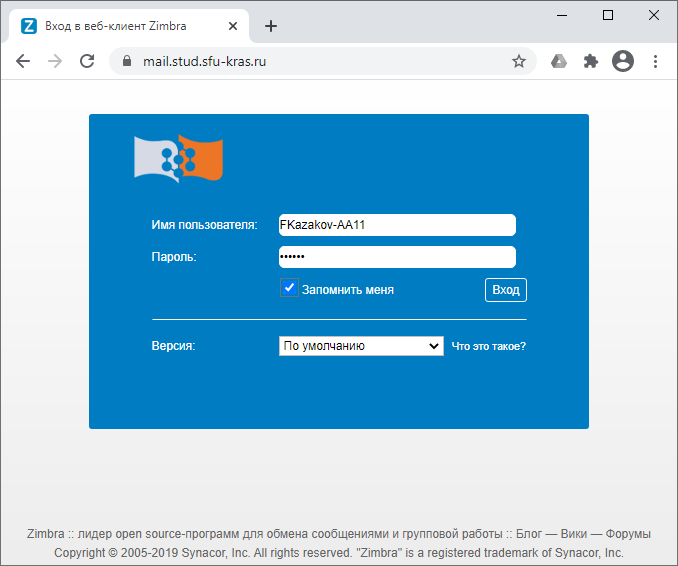 Z Вход в веб-клиент Zimbra
mail.stud.sfu-kras.ru
Имя пользователя: FKazakov-AA11
Пароль: ••••••
Запомнить меня Вход
Версия: По умолчанию Что это такое?
Zimbra :: лидер open source-программ для обмена сообщениями и групповой работы :: Блог — Вики — Форумы
Copyright © 2005-2019 Synacor, Inc. All rights reserved. "Zimbra" is a registered trademark of Synacor, Inc.